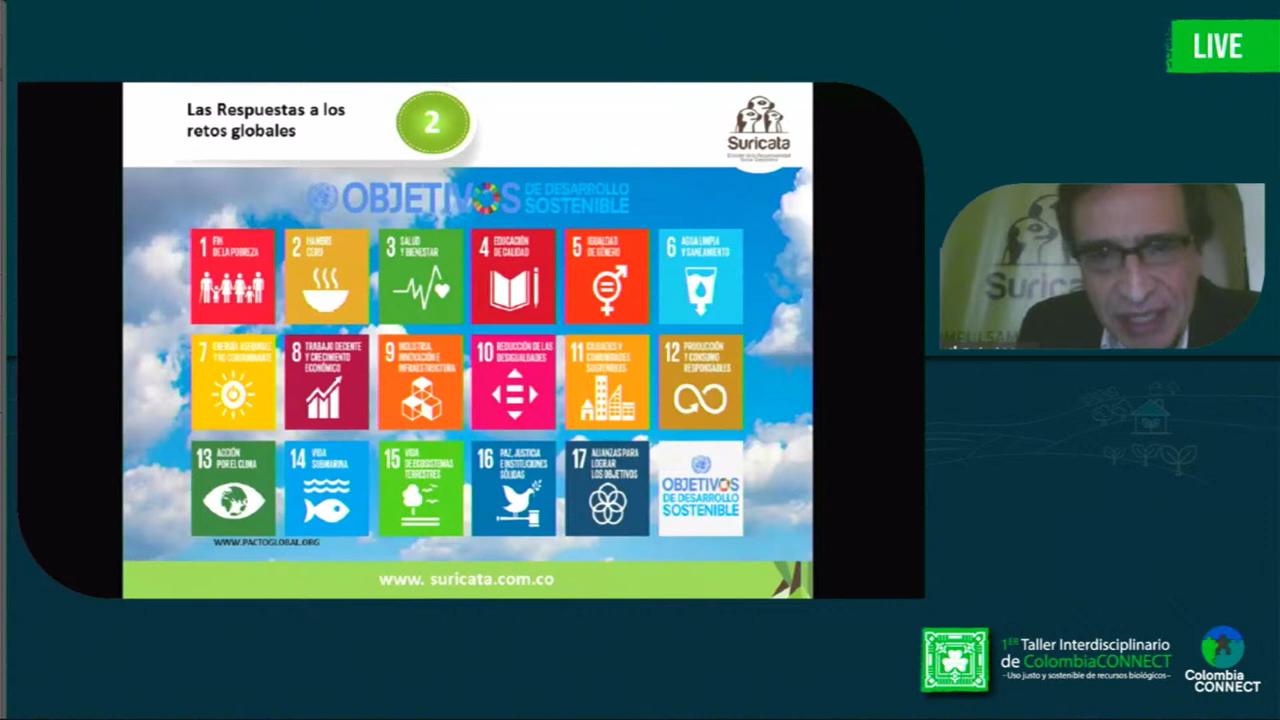 LIVE
Las Respuestas a los
retos globales
2
Suricata
OBJETIVOS
DE DESARROLLO
SOSTENIBLE
1 FIN
DE LA POBREZA
2 HAMBRE
CERO
3 SALUD
Y BIENESTAR
4 EDUCACIÓN
DE CALIDAD
5 IGUALDAD
DE GÉNERO
6 AGUA LIMPIA
Y SANEAMIENTO
7 ENERGÍA ASEQUIBLE
Y NO CONTAMINANTE
8 TRABAJO DECENTE
Y CRECIMIENTO
ECONÓMICO
9 INDUSTRIA,
INNOVACIÓN E
INFRAESTRUCTURA
10 REDUCCIÓN DE LAS
DESIGUALDADES
11 CIUDADES Y
COMUNIDADES
SOSTENIBLES
12 PRODUCCIÓN
Y CONSUMO
RESPONSABLES
13 ACCIÓN
POR EL CLIMA
14 VIDA
SUBMARINA
15 VIDA
DE ECOSISTEMAS
TERRESTRES
16 PAZ, JUSTICIA
E INSTITUCIONES
SÓLIDAS
17 ALIANZAS PARA
LOGRAR
LOS OBJETIVOS
OBJETIVOS
DE DESARROLLO
SOSTENIBLE
WWW.PACTOGLOBAL.ORG
www. suricata.com.co
Surica
1ER Taller Interdisciplinario
de ColombiaCONNECT
-Uso justo y sostenible de recursos biológicos-
Colombia
CONNECT